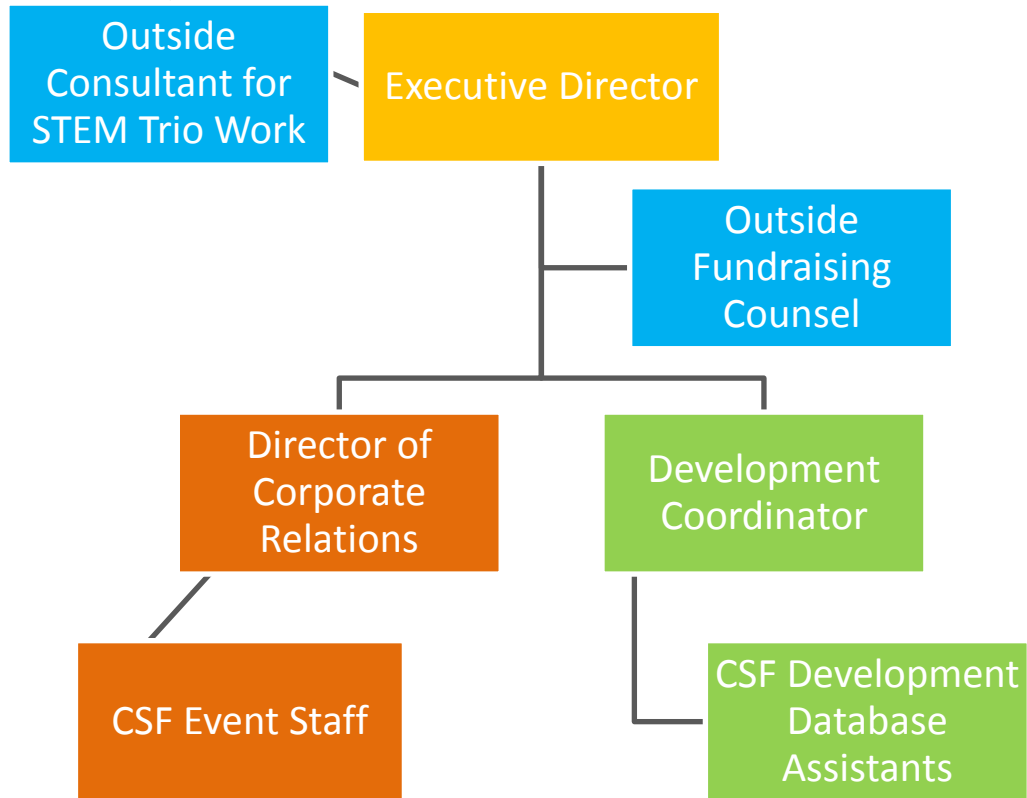 Outside
Consultant for
STEM Trio Work
Executive Director
Outside
Fundraising
Counsel
Director of
Corporate
Relations
Development
Coordinator
CSF Event Staff
CSF Development
Database
Assistants